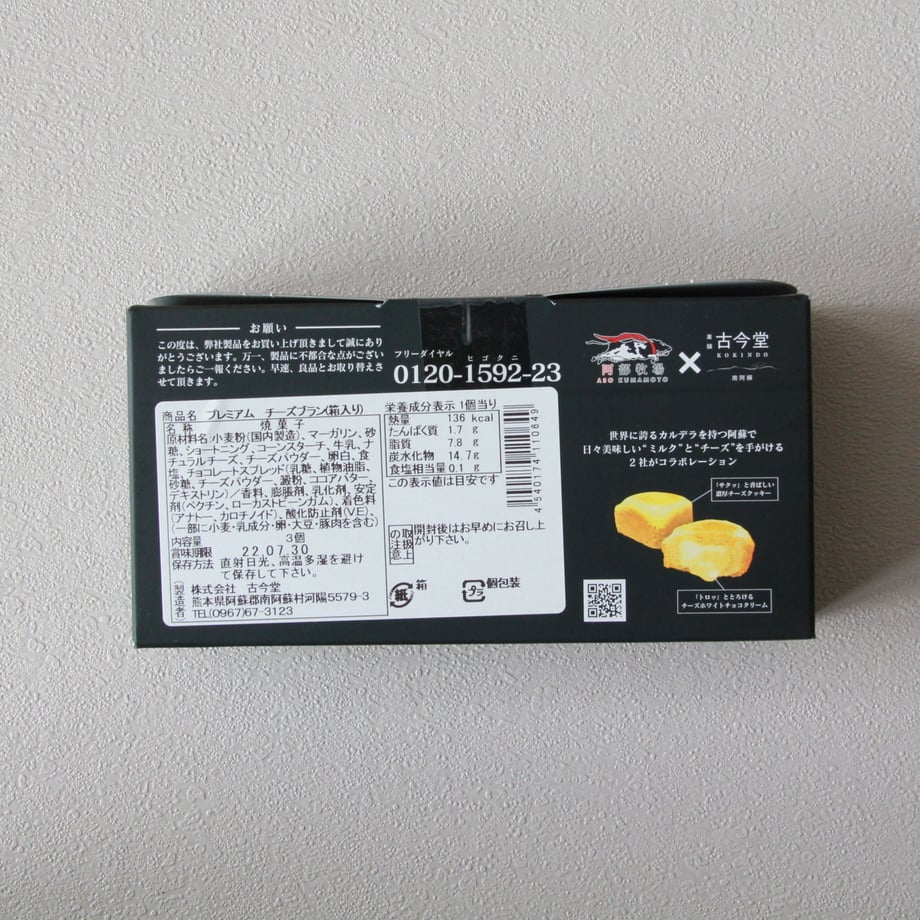 お願い
この度は、弊社製品をお買い上げ頂きまして誠にあり
がとうございます。万一、製品に不都合な点がござい
ましたらご一報ください。早速、良品とお取り替えさ
せて頂きます。
フリーダイヤル ヒゴクニ
0120-1592-23
阿部牧場
ASO KUMAMOTO
×
古今堂
KOKINDO
南阿蘇
商品名 プレミアム チーズブラン(箱入り)
名 称 焼菓子
原材料名:小麦粉(国内製造)、マーガリン、砂
糖、ショートニング、コーンスターチ、牛乳、ナ
チュラルチーズ、チーズパウダー、卵白、食
塩、チョコレートスプレッド(乳糖、植物油脂、
砂糖、チーズパウダー、澱粉、ココアバター、
デキストリン)/香料、膨脹剤、乳化剤、安定
剤(ペクチン、ローカストビーンガム)、着色料
(アナトー、カロチノイド)、酸化防止剤(VE)、
(一部に小麦・乳成分・卵・大豆・豚肉を含む)
内容量 3個
賞味期限 22.07.30
保存方法 直射日光、高温多湿を避け
て保存して下さい。
製造者
株式会社 古今堂
熊本県阿蘇郡南阿蘇村河陽5579-3
TEL(0967)67-3123
栄養成分表示 1個当り
熱量 136 kcal
たんぱく質 1.7 g
脂質 7.8 g
炭水化物 14.7g
食塩相当量 0.1 g
この表示値は目安です
4540174110649
取扱上の注意
開封後はお早めにお召し上
がり下さい。
紙 箱
プラ 個包装
世界に誇るカルデラを持つ阿蘇で
日々美味しい“ミルク”と“チーズ”を手がける
2社がコラボレーション
「サクッ」と香ばしい
濃厚チーズクッキー
「トロッ」ととろける
チーズホワイトチョコクリーム